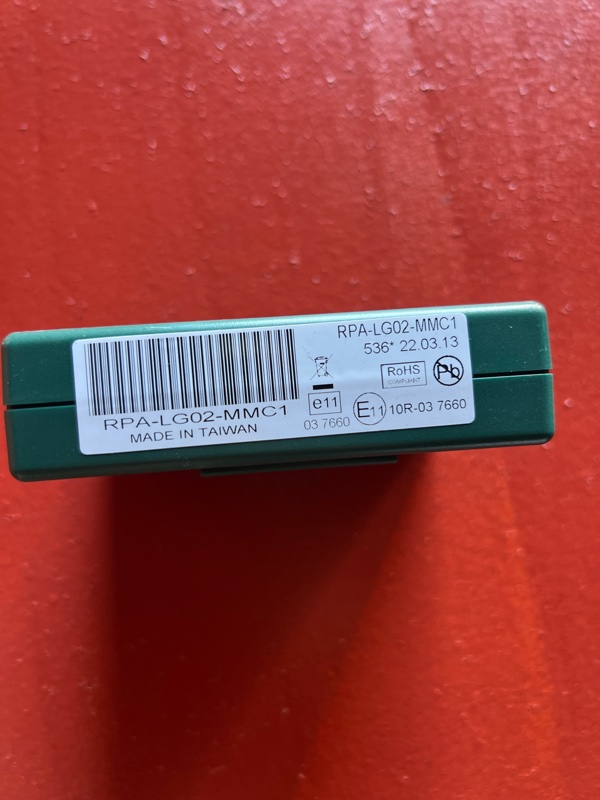 RPA-LG02-MMC1
MADE IN TAIWAN
RPA-LG02-MMC1
536* 22.03.13
RoHS
COMPLIANT
Pb
e11
03 7660
E11 10R-03 7660